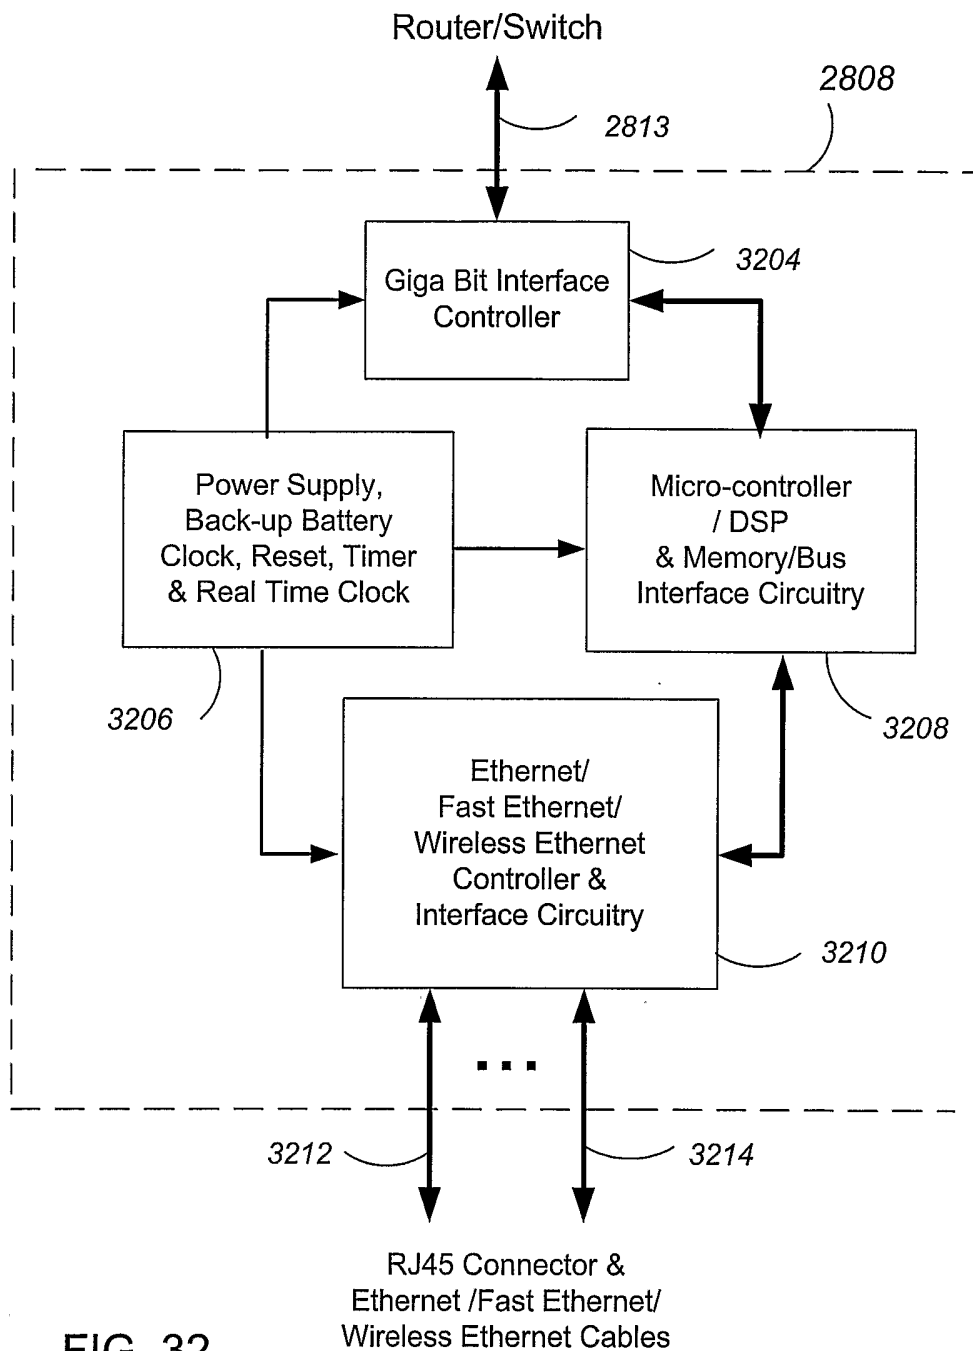 Router/Switch
2808
2813
3204
Giga Bit Interface
Controller
Power Supply,
Back-up Battery
Clock, Reset, Timer
& Real Time Clock
Micro-controller
/ DSP
& Memory/Bus
Interface Circuitry
3206
3208
Ethernet/
Fast Ethernet/
Wireless Ethernet
Controller &
Interface Circuitry
3210
...
3212
3214
RJ45 Connector &
Ethernet /Fast Ethernet/
Wireless Ethernet Cables
FIG. 32